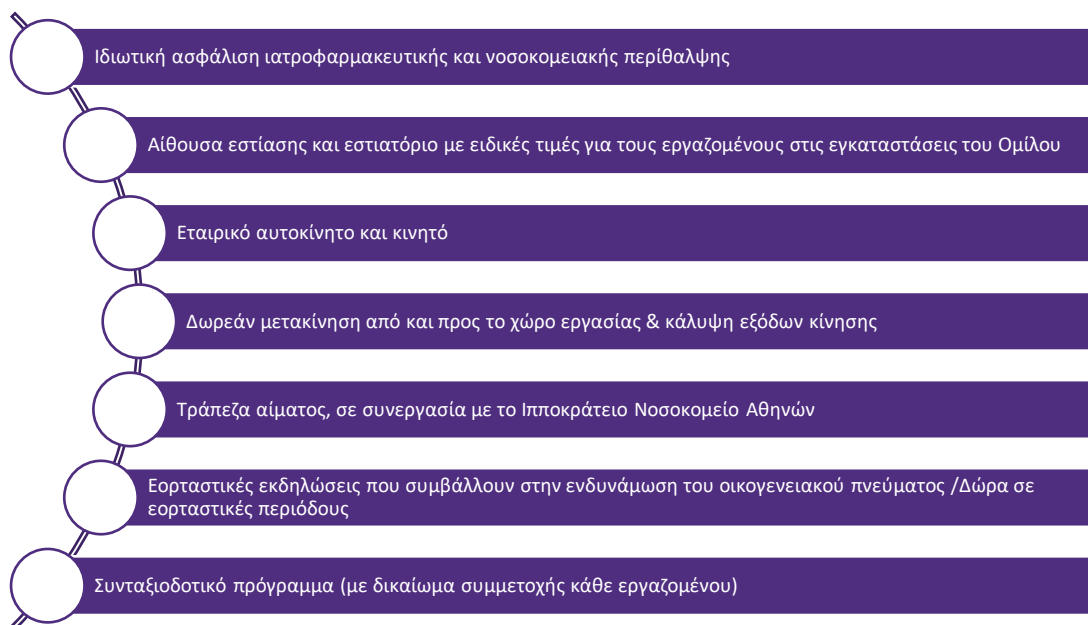 Ιδιωτική ασφάλιση ιατροφαρμακευτικής και νοσοκομειακής περίθαλψης
Αίθουσα εστίασης και εστιατόριο με ειδικές τιμές για τους εργαζομένους στις εγκαταστάσεις του Ομίλου
Εταιρικό αυτοκίνητο και κινητό
Δωρεάν μετακίνηση από και προς το χώρο εργασίας & κάλυψη εξόδων κίνησης
Τράπεζα αίματος, σε συνεργασία με το Ιπποκράτειο Νοσοκομείο Αθηνών
Εορταστικές εκδηλώσεις που συμβάλλουν στην ενδυνάμωση του οικογενειακού πνεύματος /Δώρα σε
εορταστικές περιόδους
Συνταξιοδοτικό πρόγραμμα (με δικαίωμα συμμετοχής κάθε εργαζομένου)